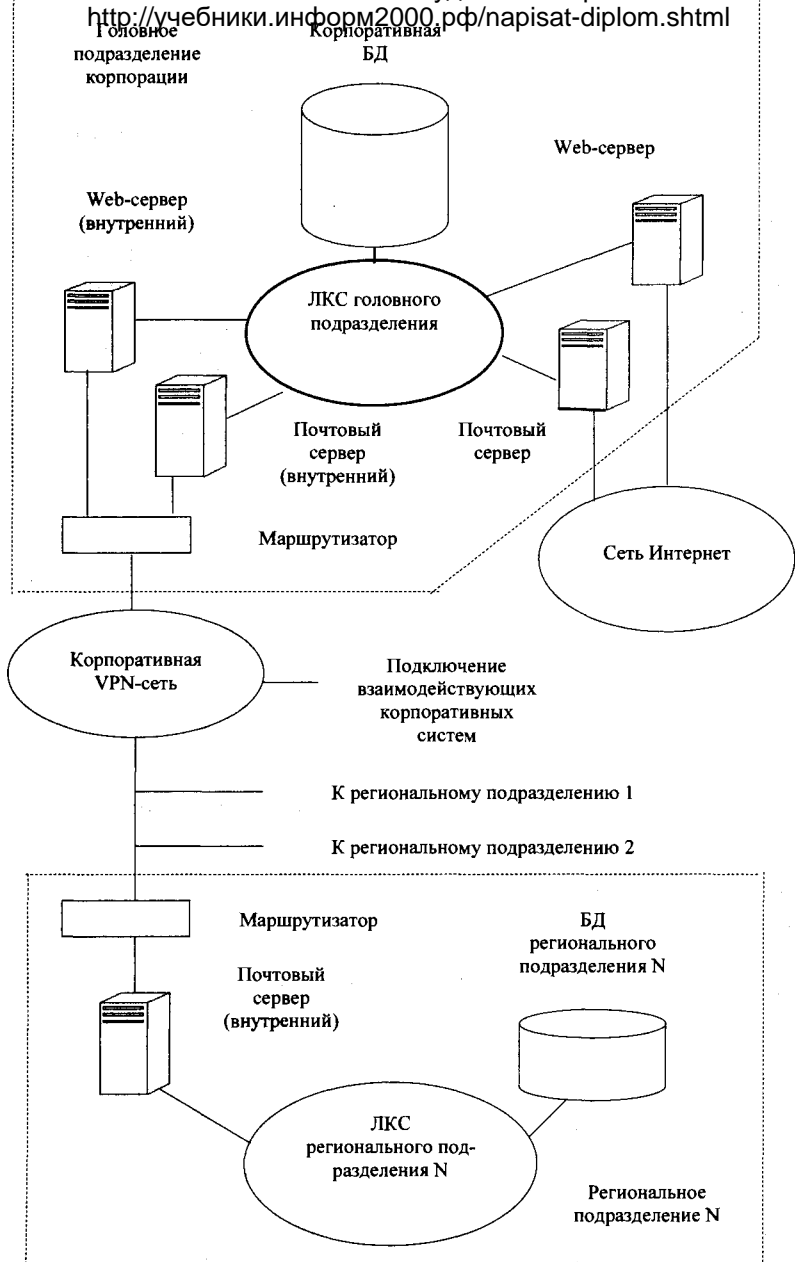 http://учебники.информ2000.рф/napisat-diplom.shtml
Головное
подразделение
корпорации
Корпоративная
БД
Web-сервер
Web-сервер
(внутренний)
ЛКС головного
подразделения
Почтовый
сервер
(внутренний)
Почтовый
сервер
Маршрутизатор
Сеть Интернет
Корпоративная
VPN-сеть
Подключение
взаимодействующих
корпоративных
систем
К региональному подразделению 1
К региональному подразделению 2
Маршрутизатор
БД
регионального
подразделения N
Почтовый
сервер
(внутренний)
ЛКС
регионального под-
разделения N
Региональное
подразделение N